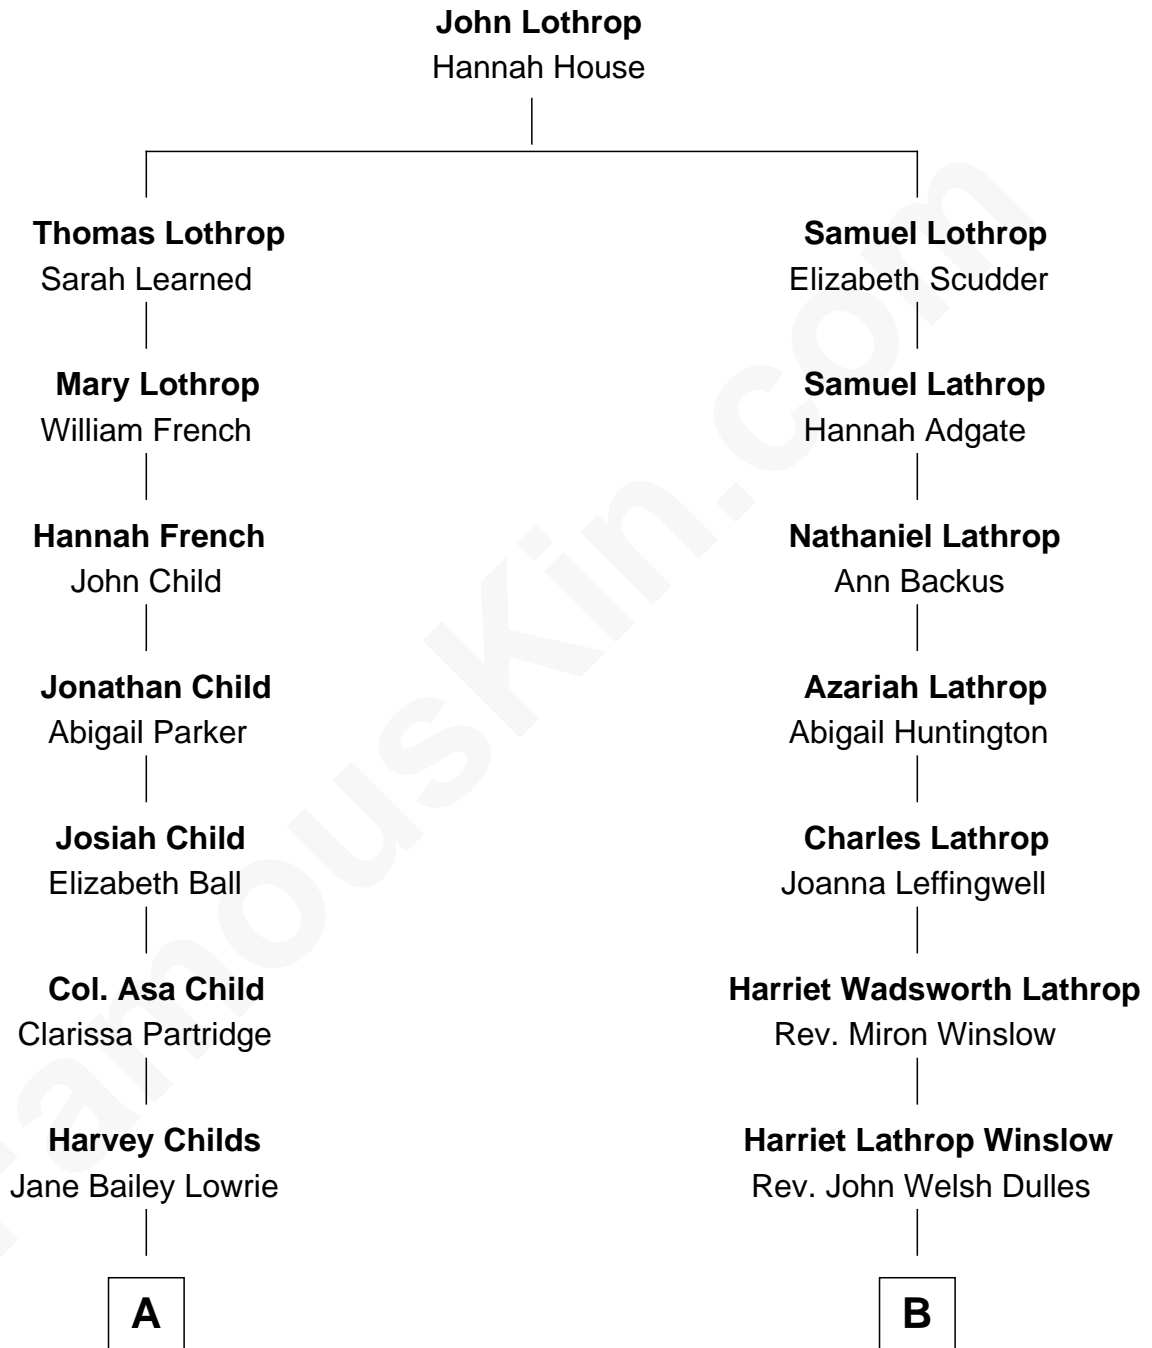 John Lothrop
Hannah House
Thomas Lothrop
Sarah Learned
Samuel Lothrop
Elizabeth Scudder
Mary Lothrop
William French
Samuel Lathrop
Hannah Adgate
Hannah French
John Child
Nathaniel Lathrop
Ann Backus
Jonathan Child
Abigail Parker
Azariah Lathrop
Abigail Huntington
Josiah Child
Elizabeth Ball
Charles Lathrop
Joanna Leffingwell
Col. Asa Child
Clarissa Partridge
Harriet Wadsworth Lathrop
Rev. Miron Winslow
Harvey Childs
Jane Bailey Lowrie
Harriet Lathrop Winslow
Rev. John Welsh Dulles
A
B
FamousKin.com